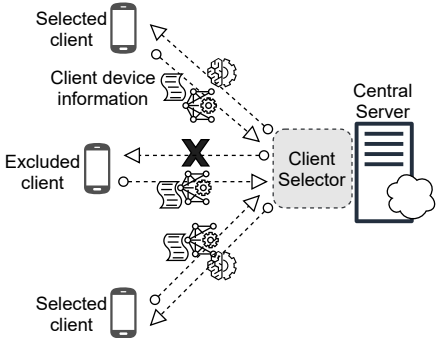 Selected
client
Client device
information
Central
Server
Excluded
client
X
Client
Selector
Selected
client